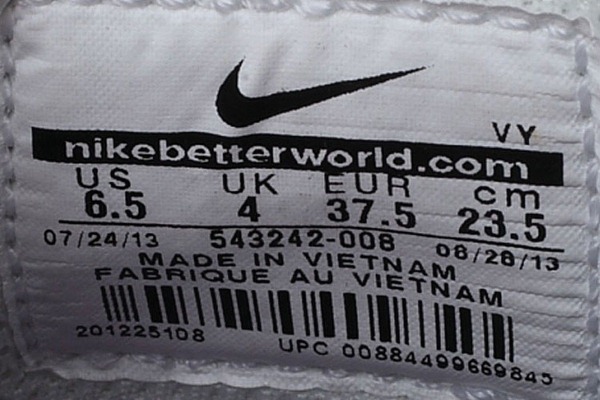 VY
nikebetterworld.com
US UK EUR cm
6.5 4 37.5 23.5
07/24/13 543242-008 08/28/13
MADE IN VIETNAM
FABRIQUE AU VIETNAM
201225108 UPC 00884499669845